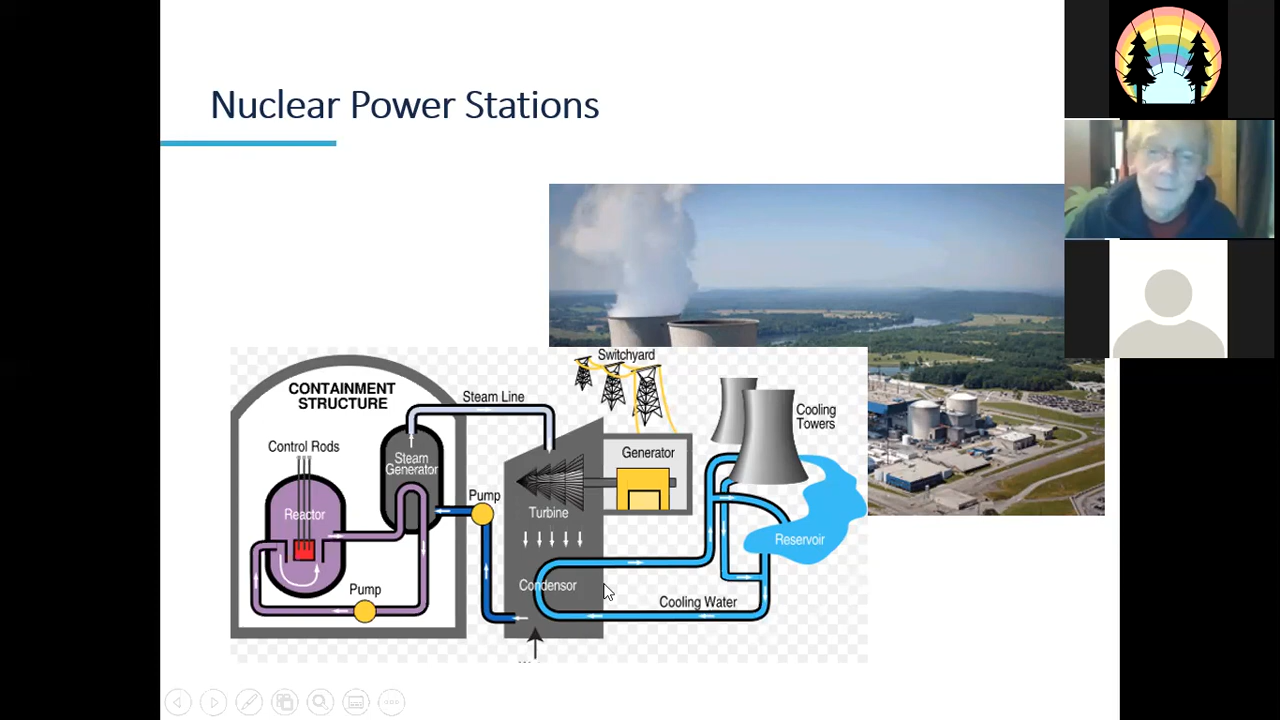 Nuclear Power Stations
Switchyard
CONTAINMENT
STRUCTURE
Steam Line
Cooling
Towers
Control Rods
Steam
Generator
Generator
Pump
Reactor
Turbine
Reservoir
Condensor
Pump
Cooling Water